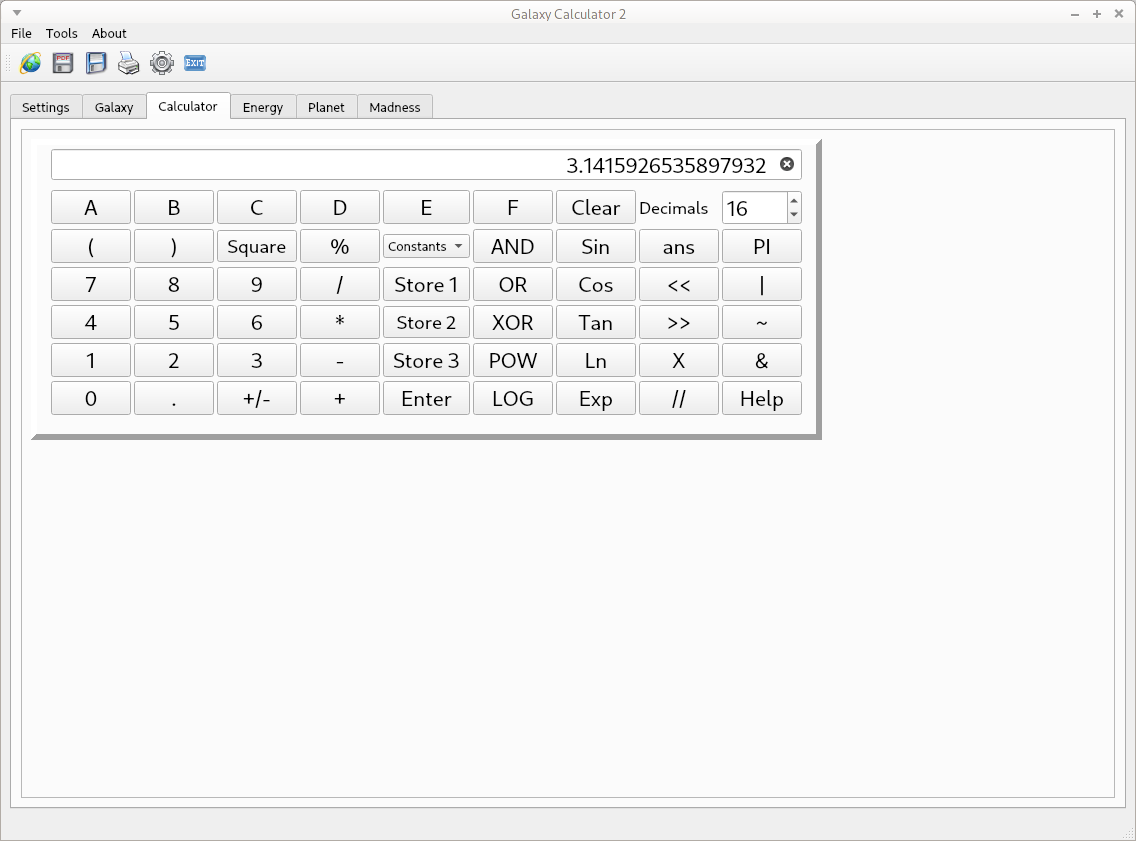 Galaxy Calculator 2
File Tools About
PDF EXIT
Settings Galaxy Calculator Energy Planet Madness
3.1415926535897932
A B C D E F Clear Decimals 16
( ) Square % Constants AND Sin ans PI
7 8 9 / Store 1 OR Cos << |
4 5 6 * Store 2 XOR Tan >> ~
1 2 3 - Store 3 POW Ln X &
0 . +/- + Enter LOG Exp // Help